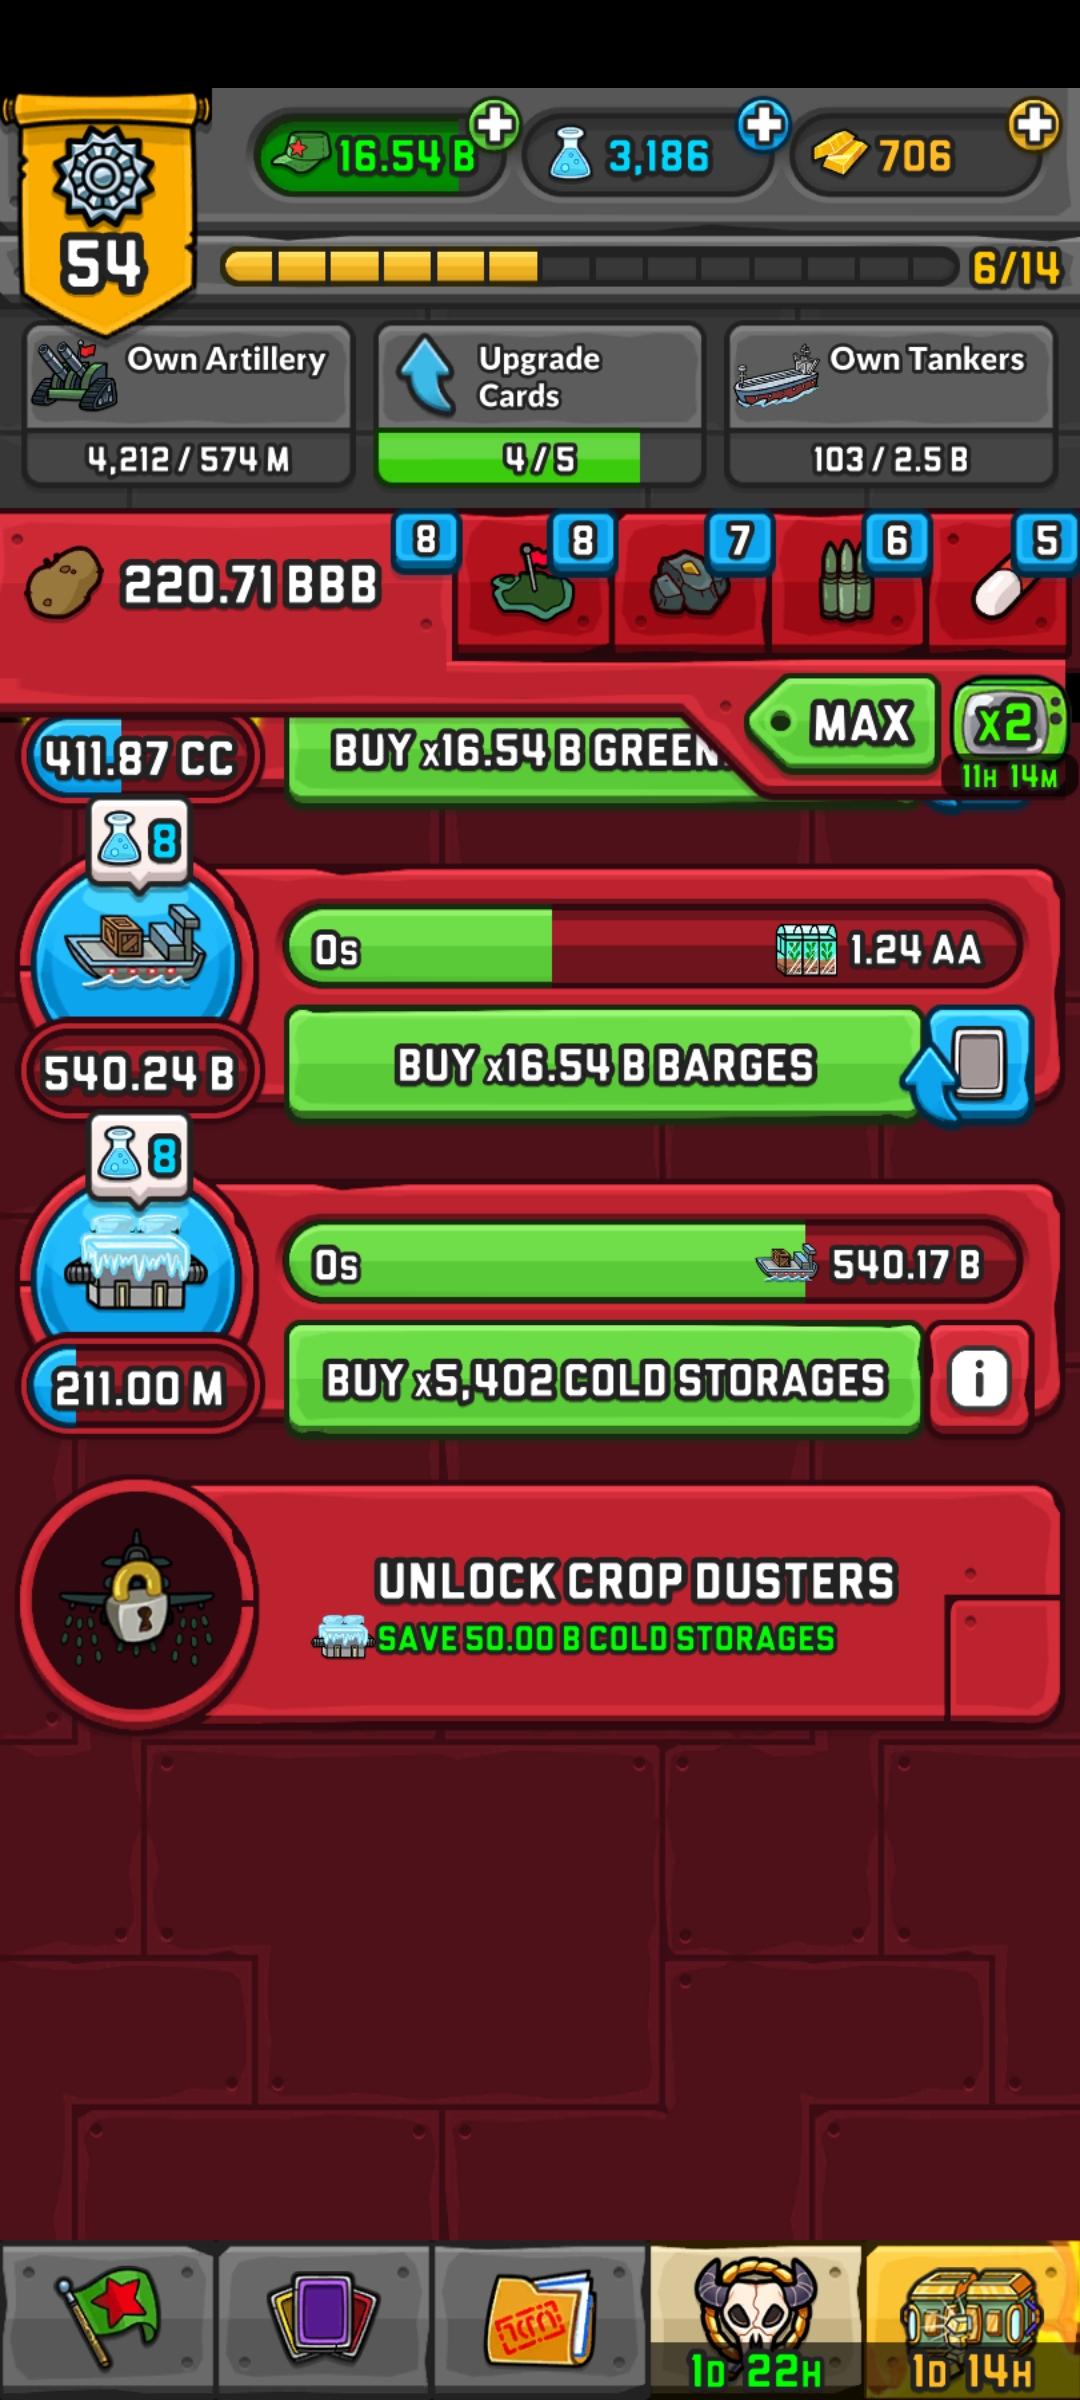 54
16.54 B
3,186
706
6/14
Own Artillery
4,212 / 574 M
Upgrade
Cards
4 / 5
Own Tankers
103 / 2.5 B
220.71 BBB
8
8
7
6
5
MAX
X2
11H 14M
411.87 CC
BUY x16.54 B GREEN.
8
0s
1.24 AA
540.24 B
BUY x16.54 B BARGES
8
0s
540.17 B
211.00 M
BUY x5,402 COLD STORAGES
i
UNLOCK CROP DUSTERS
SAVE 50.00 B COLD STORAGES
1D 22H
1D 14H